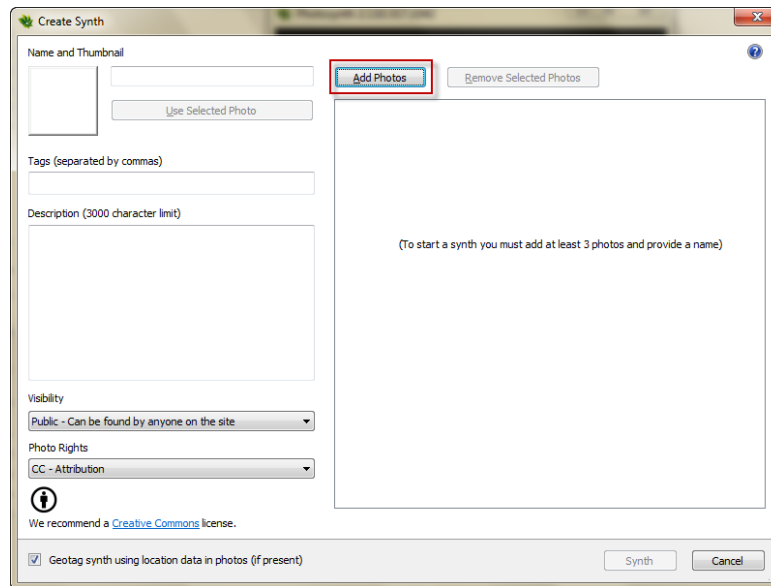 Create Synth
Name and Thumbnail
Add Photos
Remove Selected Photos
Use Selected Photo
Tags (separated by commas)
Description (3000 character limit)
(To start a synth you must add at least 3 photos and provide a name)
Visibility
Public - Can be found by anyone on the site
Photo Rights
CC - Attribution
We recommend a Creative Commons license.
Geotag synth using location data in photos (if present)
Synth
Cancel